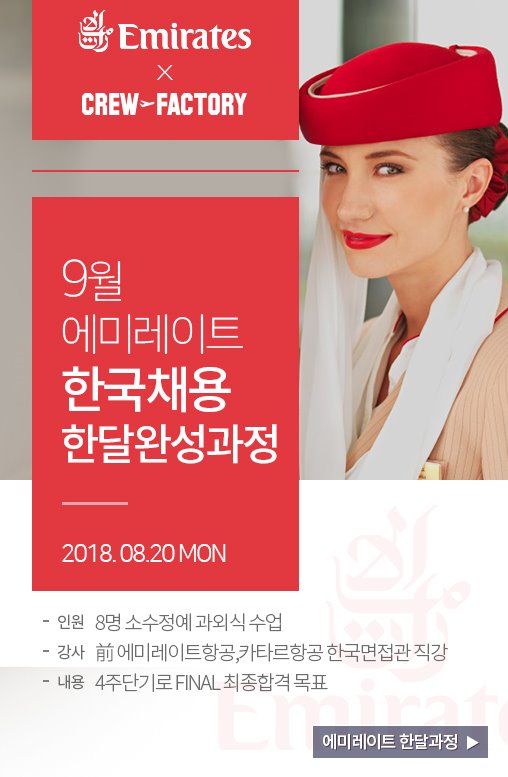 Emirates
×
CREW FACTORY
9월
에미레이트
한국채용
한달완성과정
2018. 08.20 MON
- 인원 8명 소수정예 과외식 수업
- 강사 前 에미레이트항공,카타르항공 한국면접관 직강
- 내용 4주단기로 FINAL 최종합격 목표
Emirates
에미레이트 한달과정 ▶